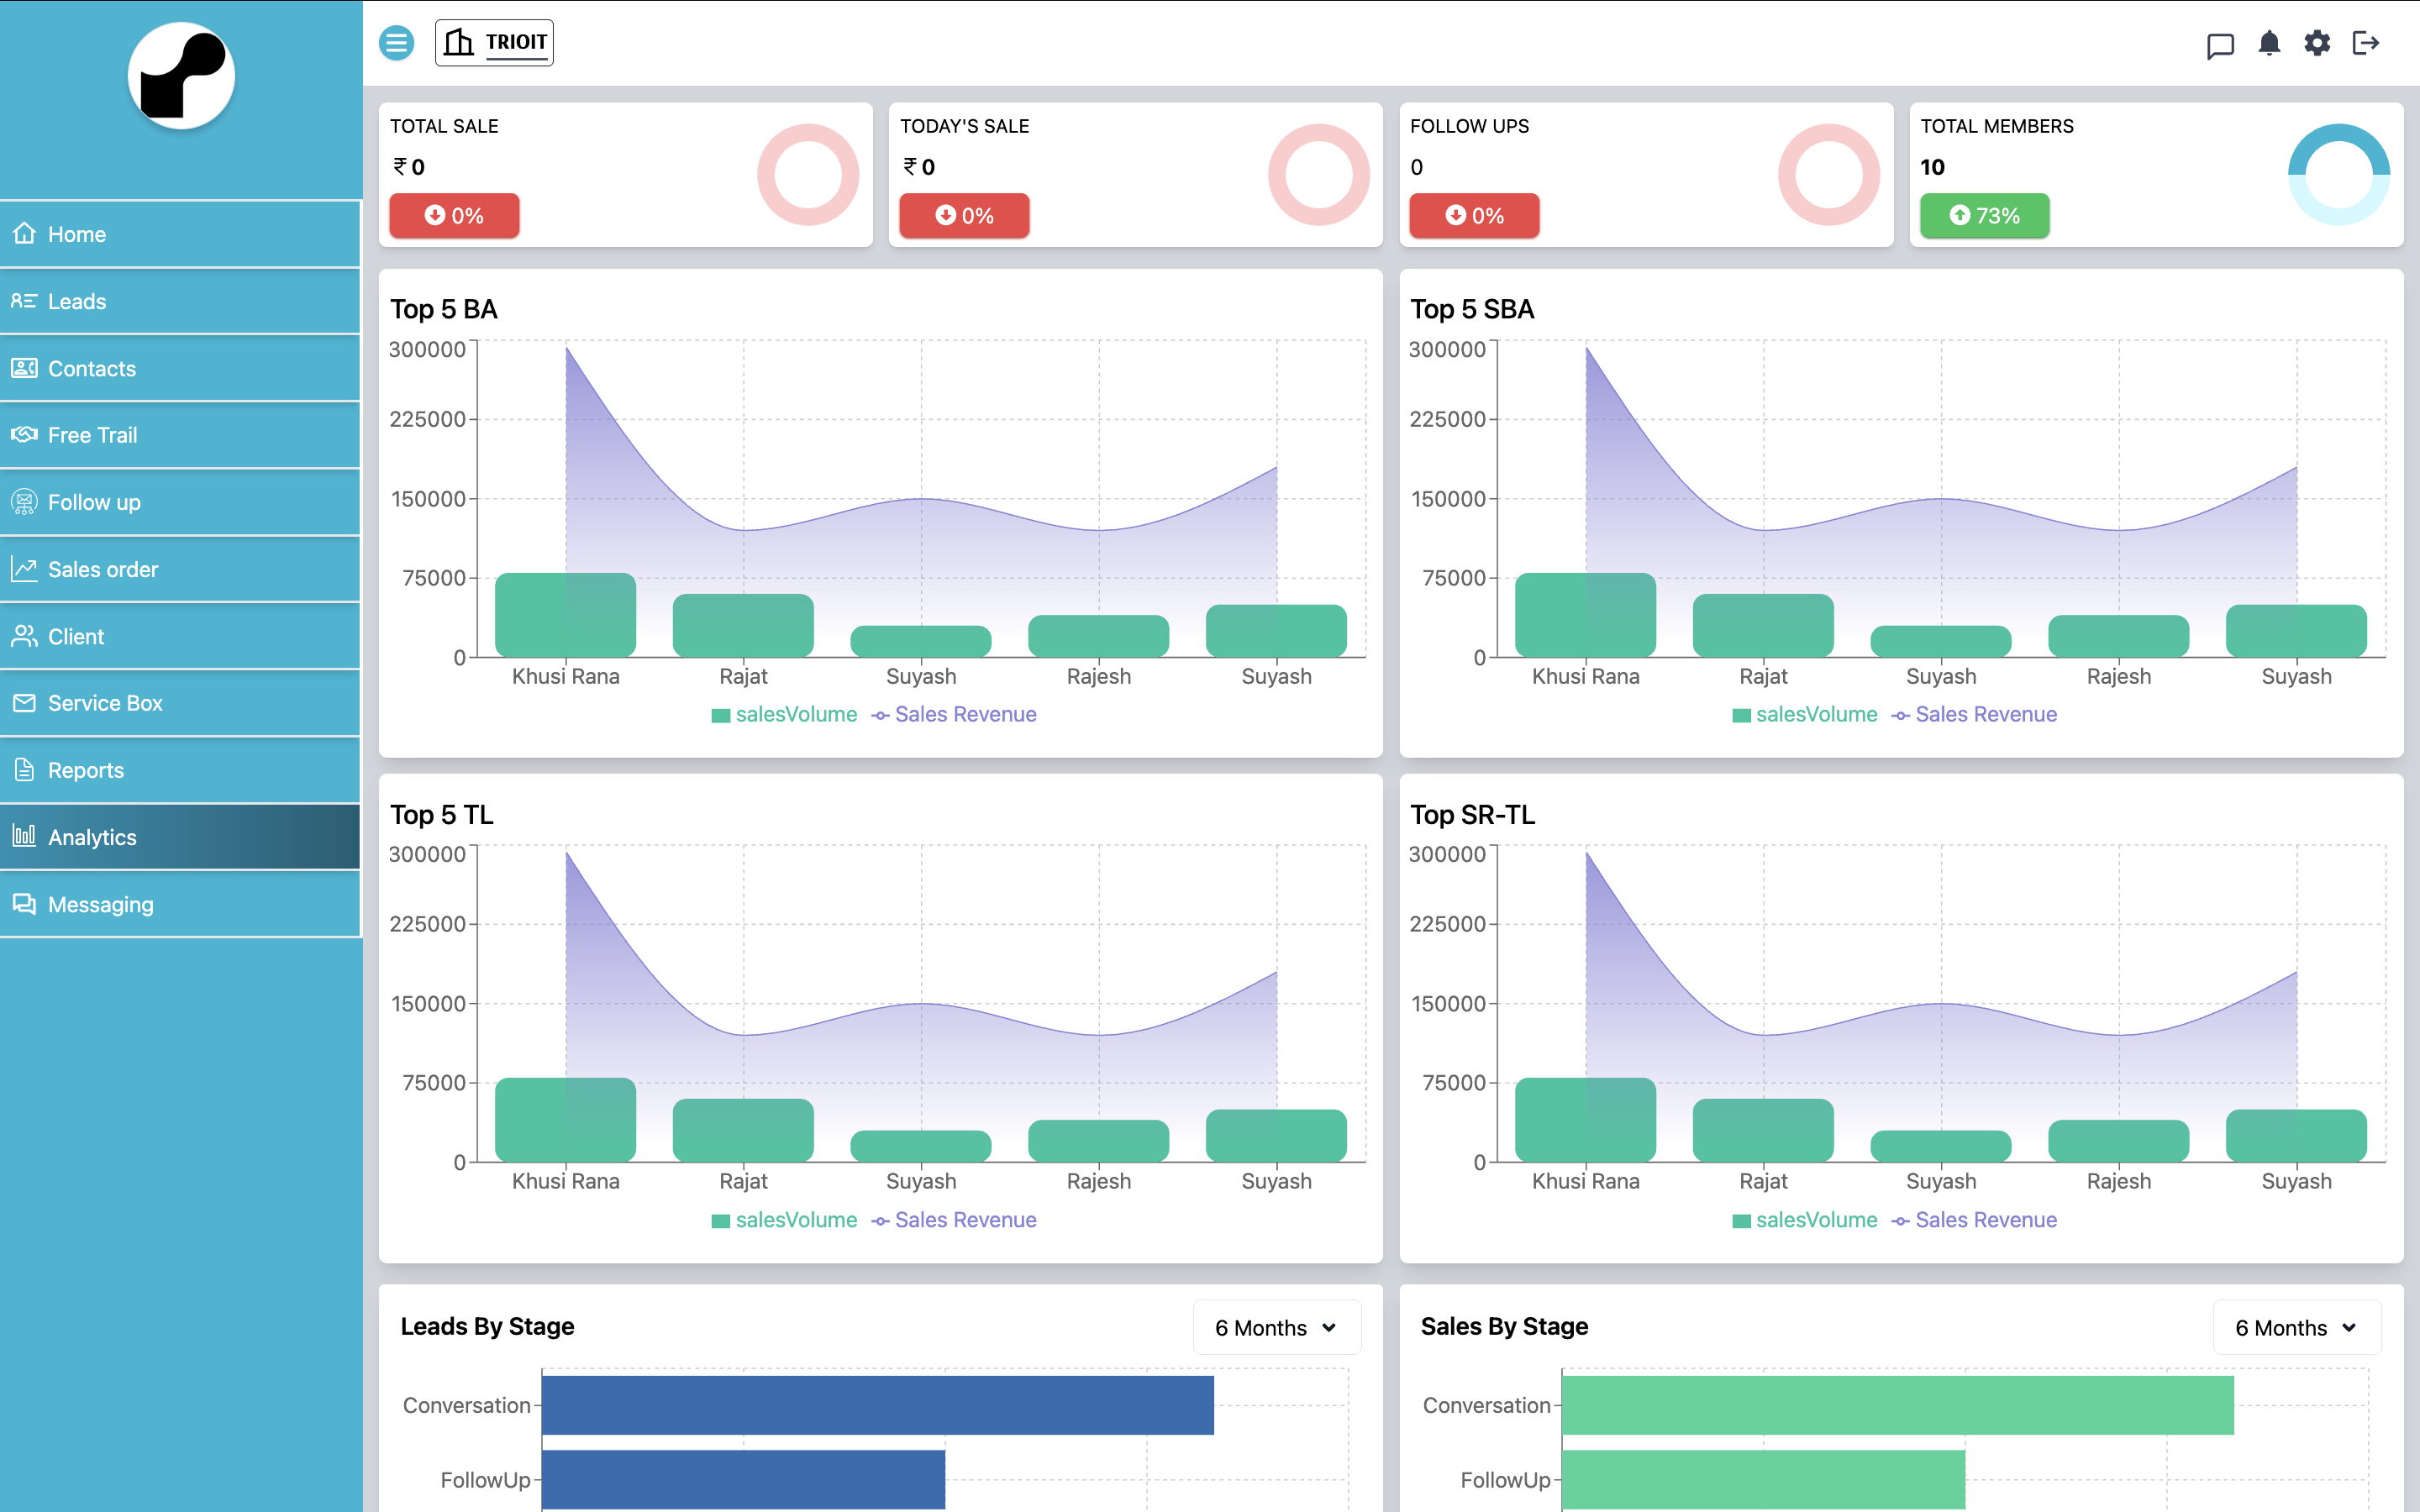 TRIOIT
Home
Leads
Contacts
Free Trail
Follow up
Sales order
Client
Service Box
Reports
Analytics
Messaging
TOTAL SALE
₹ 0
0%
TODAY'S SALE
₹ 0
0%
FOLLOW UPS
0
0%
TOTAL MEMBERS
10
73%
Top 5 BA
300000
225000
150000
75000
0
Khusi Rana Rajat Suyash Rajesh Suyash
salesVolume Sales Revenue
Top 5 SBA
300000
225000
150000
75000
0
Khusi Rana Rajat Suyash Rajesh Suyash
salesVolume Sales Revenue
Top 5 TL
300000
225000
150000
75000
0
Khusi Rana Rajat Suyash Rajesh Suyash
salesVolume Sales Revenue
Top SR-TL
300000
225000
150000
75000
0
Khusi Rana Rajat Suyash Rajesh Suyash
salesVolume Sales Revenue
Leads By Stage
6 Months
Conversation
FollowUp
Sales By Stage
6 Months
Conversation
FollowUp